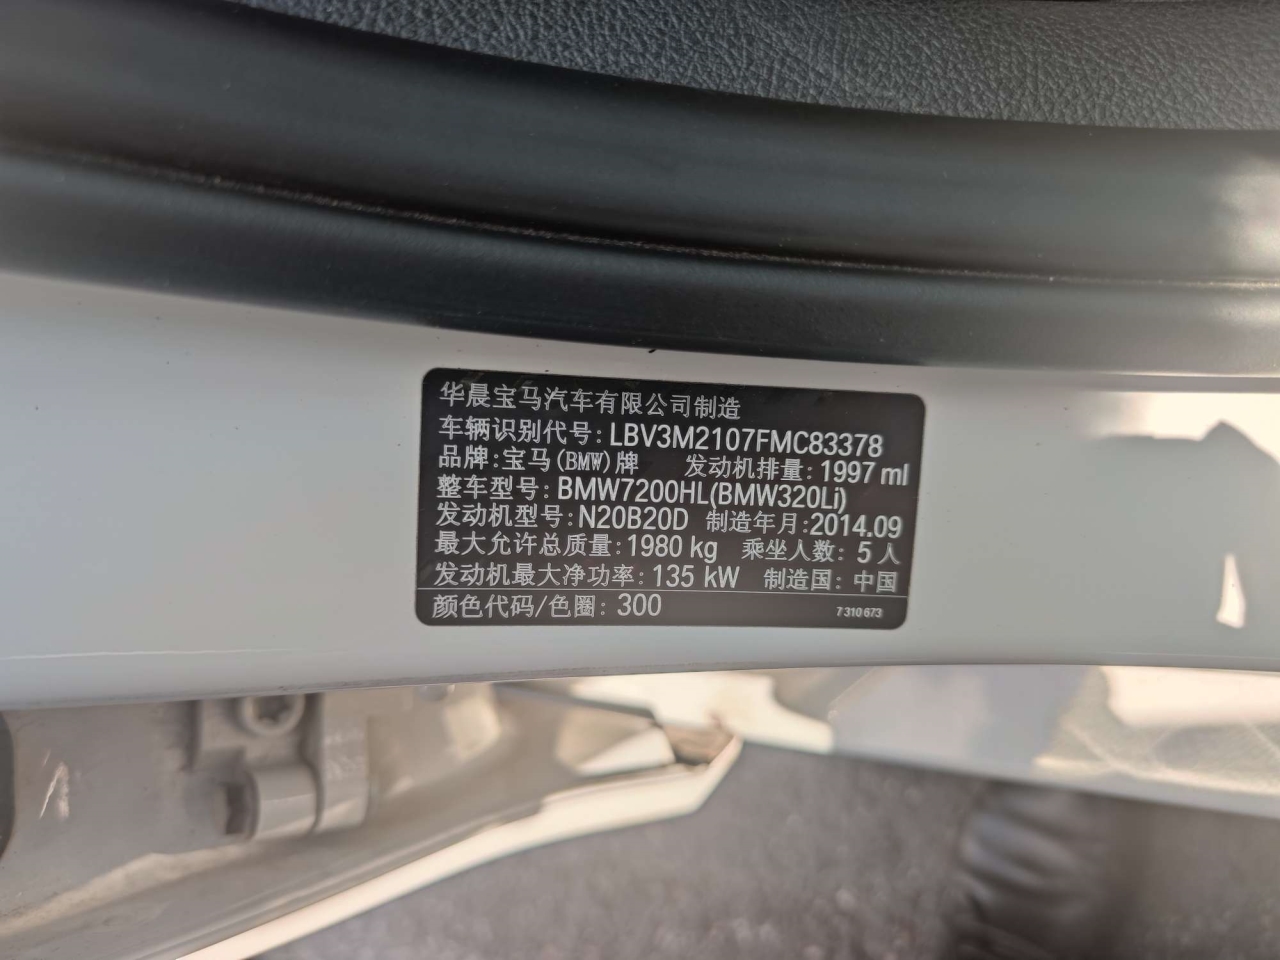 华晨宝马汽车有限公司制造
车辆识别代号: LBV3M2107FMC83378
品牌: 宝马(BMW)牌 发动机排量: 1997 ml
整车型号: BMW7200HL(BMW320Li)
发动机型号: N20B20D 制造年月: 2014.09
最大允许总质量: 1980 kg 乘坐人数: 5 人
发动机最大净功率: 135 kW 制造国: 中国
颜色代码/色圈: 300 7 310 673